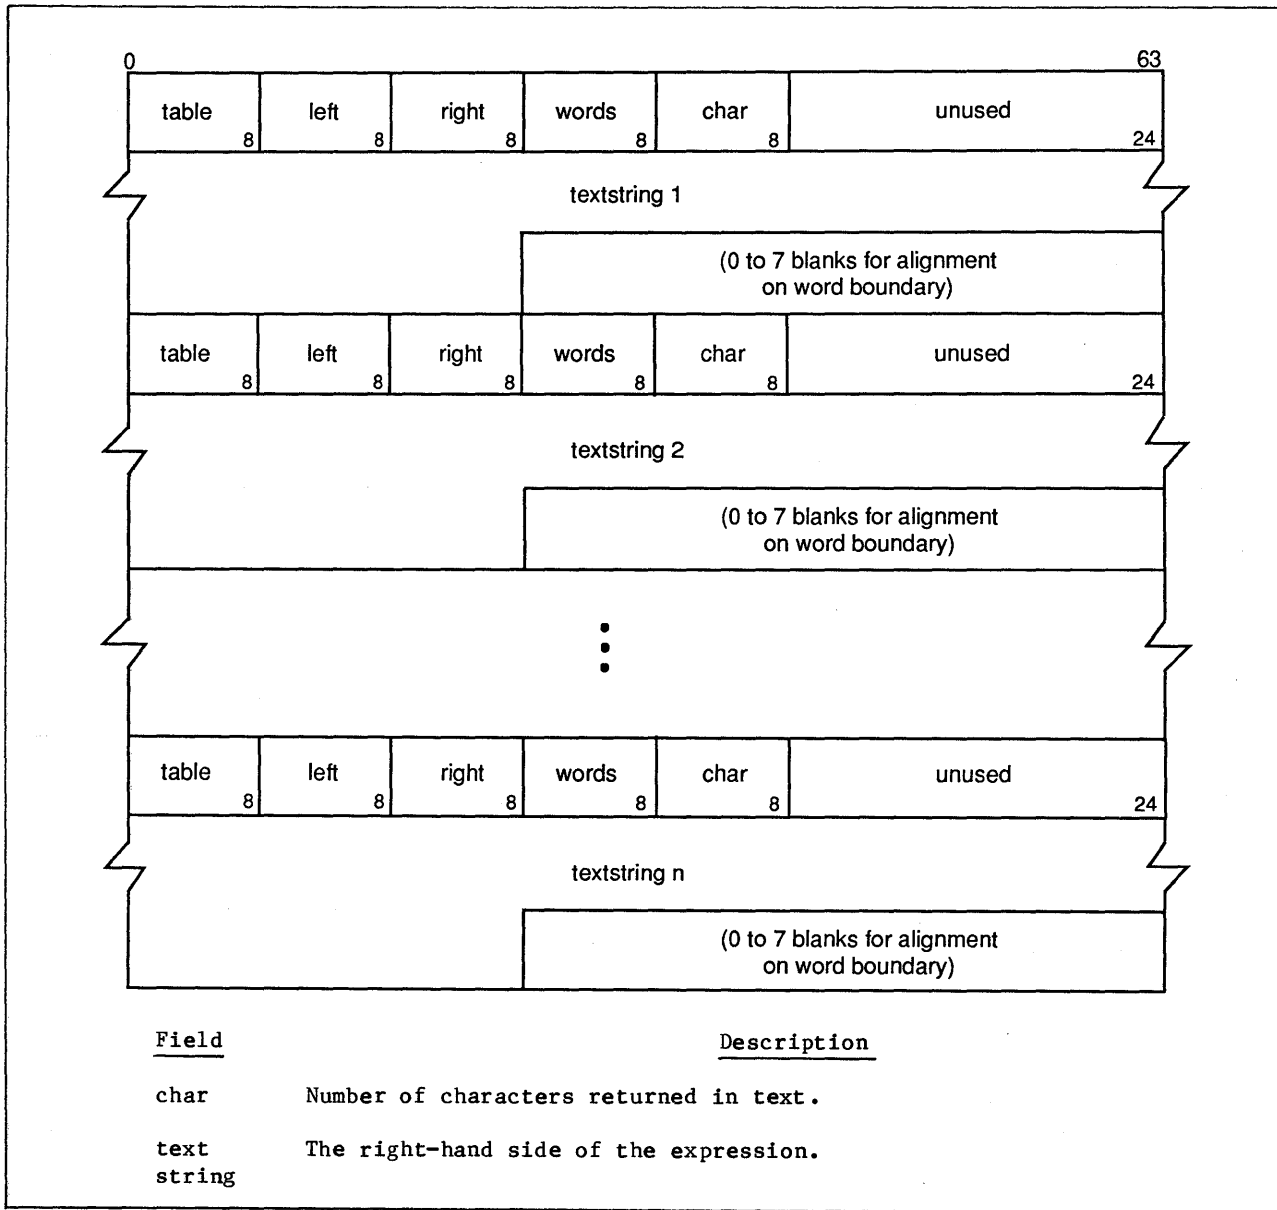 0 63
table left right words char unused
8 8 8 8 8 24
textstring 1
(0 to 7 blanks for alignment
on word boundary)
table left right words char unused
8 8 8 8 8 24
textstring 2
(0 to 7 blanks for alignment
on word boundary)
table left right words char unused
8 8 8 8 8 24
textstring n
(0 to 7 blanks for alignment
on word boundary)
Field Description
char Number of characters returned in text.
text The right-hand side of the expression.
string